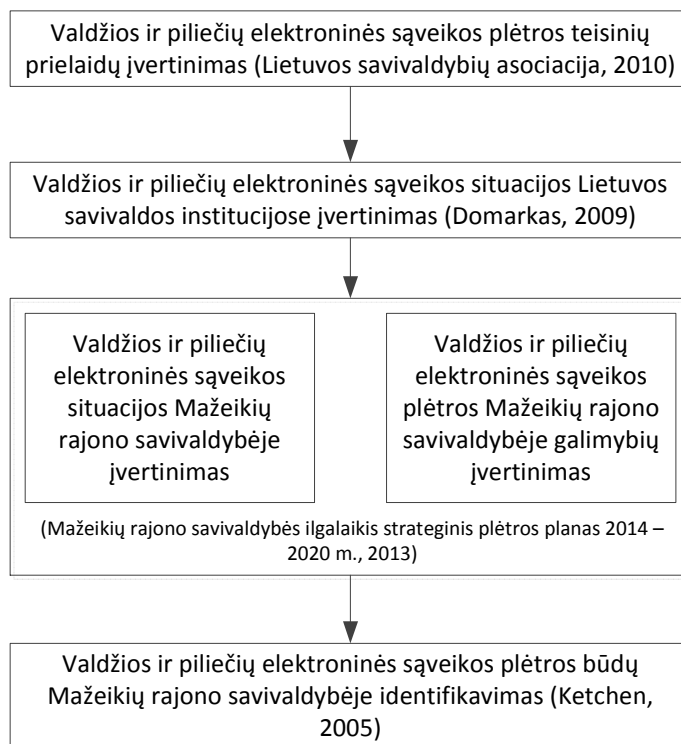 Valdžios ir piliečių elektroninės sąveikos plėtros teisinių
prielaidų įvertinimas (Lietuvos savivaldybių asociacija, 2010)
Valdžios ir piliečių elektroninės sąveikos situacijos Lietuvos
savivaldos institucijose įvertinimas (Domarkas, 2009)
Valdžios ir piliečių
elektroninės sąveikos
situacijos Mažeikių
rajono savivaldybėje
įvertinimas
Valdžios ir piliečių
elektroninės sąveikos
plėtros Mažeikių rajono
savivaldybėje galimybių
įvertinimas
(Mažeikių rajono savivaldybės ilgalaikis strateginis plėtros planas 2014 –
2020 m., 2013)
Valdžios ir piliečių elektroninės sąveikos plėtros būdų
Mažeikių rajono savivaldybėje identifikavimas (Ketchen,
2005)